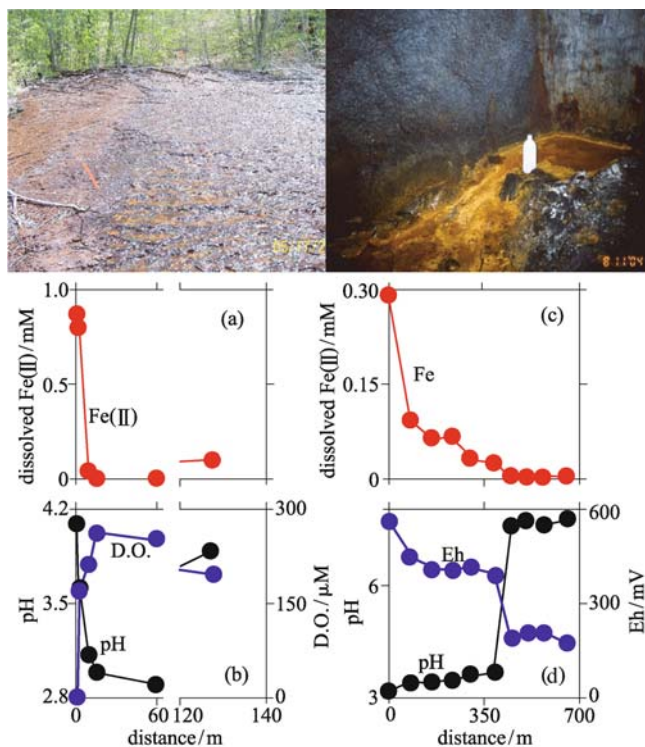 8 11'04
1.0
0.5
0
dissolved Fe(II)/mM
(a)
Fe(II)
0.30
0.15
0
dissolved Fe(II)/mM
(c)
Fe
4.2
3.5
2.8
pH
D.O.
pH
(b)
300
150
0
D.O./μM
0
60
120
140
distance/m
6
3
pH
Eh
pH
(d)
600
300
0
Eh/mV
0
350
700
distance/m